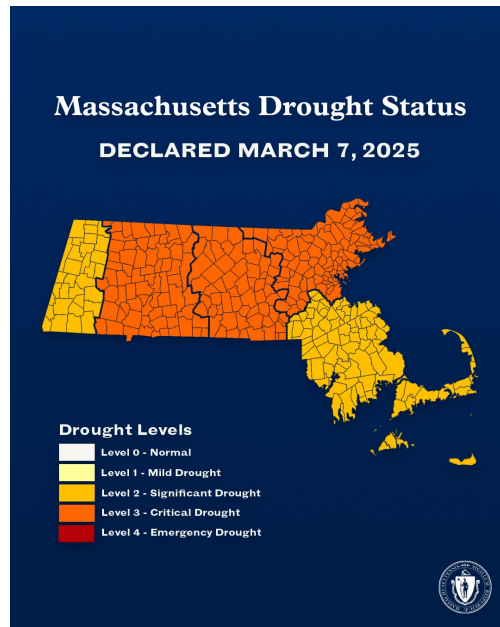 Massachusetts Drought Status
DECLARED MARCH 7, 2025
Drought Levels
Level 0 - Normal
Level 1 - Mild Drought
Level 2 - Significant Drought
Level 3 - Critical Drought
Level 4 - Emergency Drought